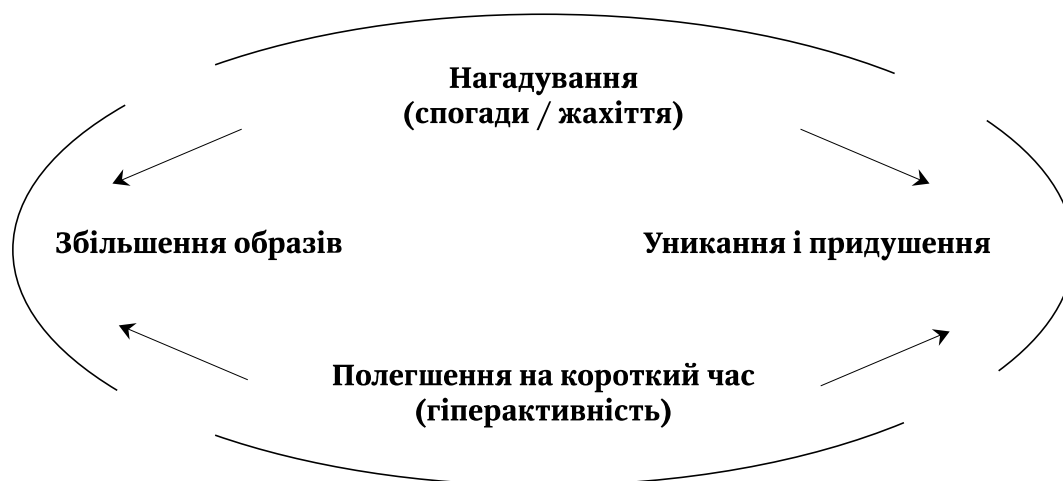 Нагадування
(спогади / жахіття)
Збільшення образів
Уникання і придушення
Полегшення на короткий час
(гіперактивність)